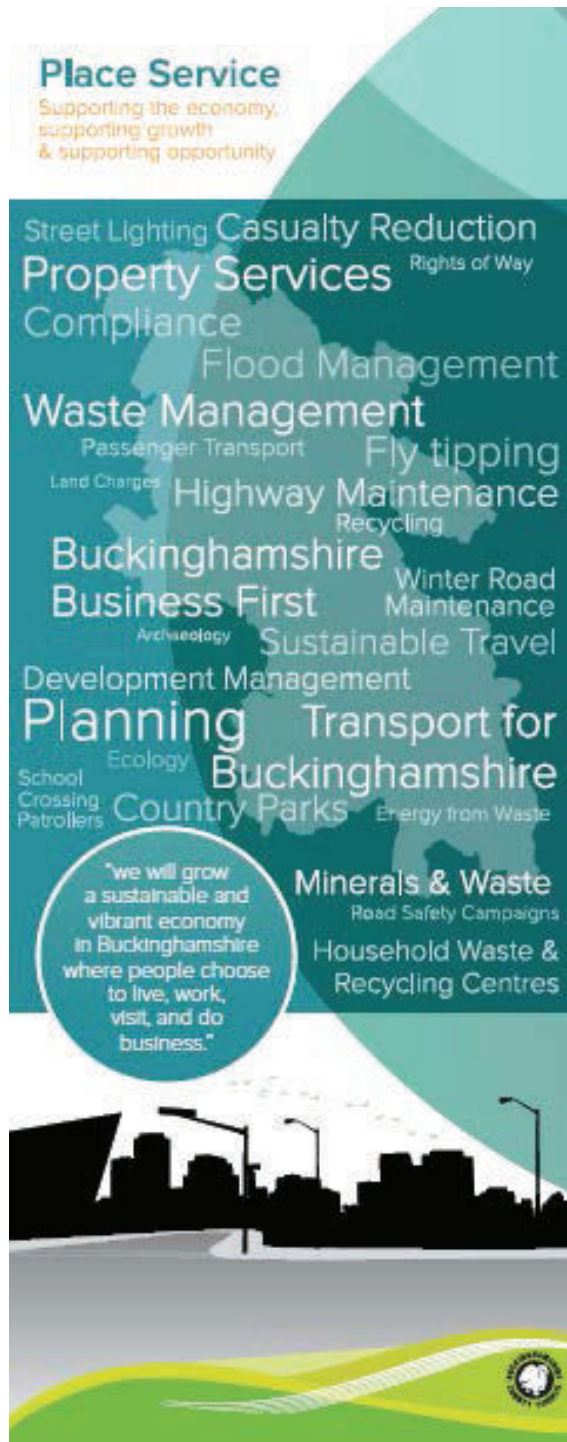 Place Service
Supporting the economy,
supporting growth
& supporting opportunity
Street Lighting Casualty Reduction
Property Services Rights of Way
Compliance
Flood Management
Waste Management
Passenger Transport Fly tipping
Land Charges Highway Maintenance
Recycling
Buckinghamshire
Business First
Winter Road
Maintenance
Archaeology Sustainable Travel
Development Management
Planning Transport for
Buckinghamshire
Ecology
School
Crossing
Patrollers
Country Parks Energy from Waste
"we will grow
a sustainable and
vibrant economy
in Buckinghamshire
where people choose
to live, work,
visit, and do
business."
Minerals & Waste
Road Safety Campaigns
Household Waste &
Recycling Centres